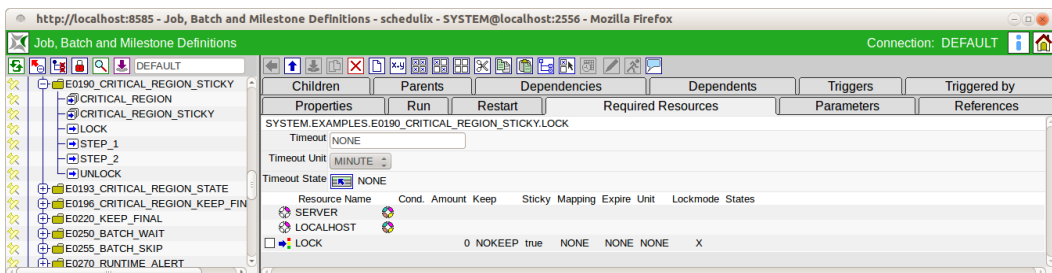 http://localhost:8585 - Job, Batch and Milestone Definitions - schedulix - SYSTEM@localhost:2556 - Mozilla Firefox
Job, Batch and Milestone Definitions
Connection: DEFAULT
DEFAULT
E0190_CRITICAL_REGION_STICKY
CRITICAL_REGION
CRITICAL_REGION_STICKY
LOCK
STEP_1
STEP_2
UNLOCK
E0193_CRITICAL_REGION_STATE
E0196_CRITICAL_REGION_KEEP_FIN
E0220_KEEP_FINAL
E0250_BATCH_WAIT
E0255_BATCH_SKIP
E0270_RUNTIME_ALERT
Children Parents Dependencies Dependents Triggers Triggered by
Properties Run Restart Required Resources Parameters References
SYSTEM.EXAMPLES.E0190_CRITICAL_REGION_STICKY.LOCK
Timeout NONE
Timeout Unit MINUTE
Timeout State NONE
Resource Name Cond. Amount Keep Sticky Mapping Expire Unit Lockmode States
SERVER
LOCALHOST
LOCK 0 NOKEEP true NONE NONE NONE X